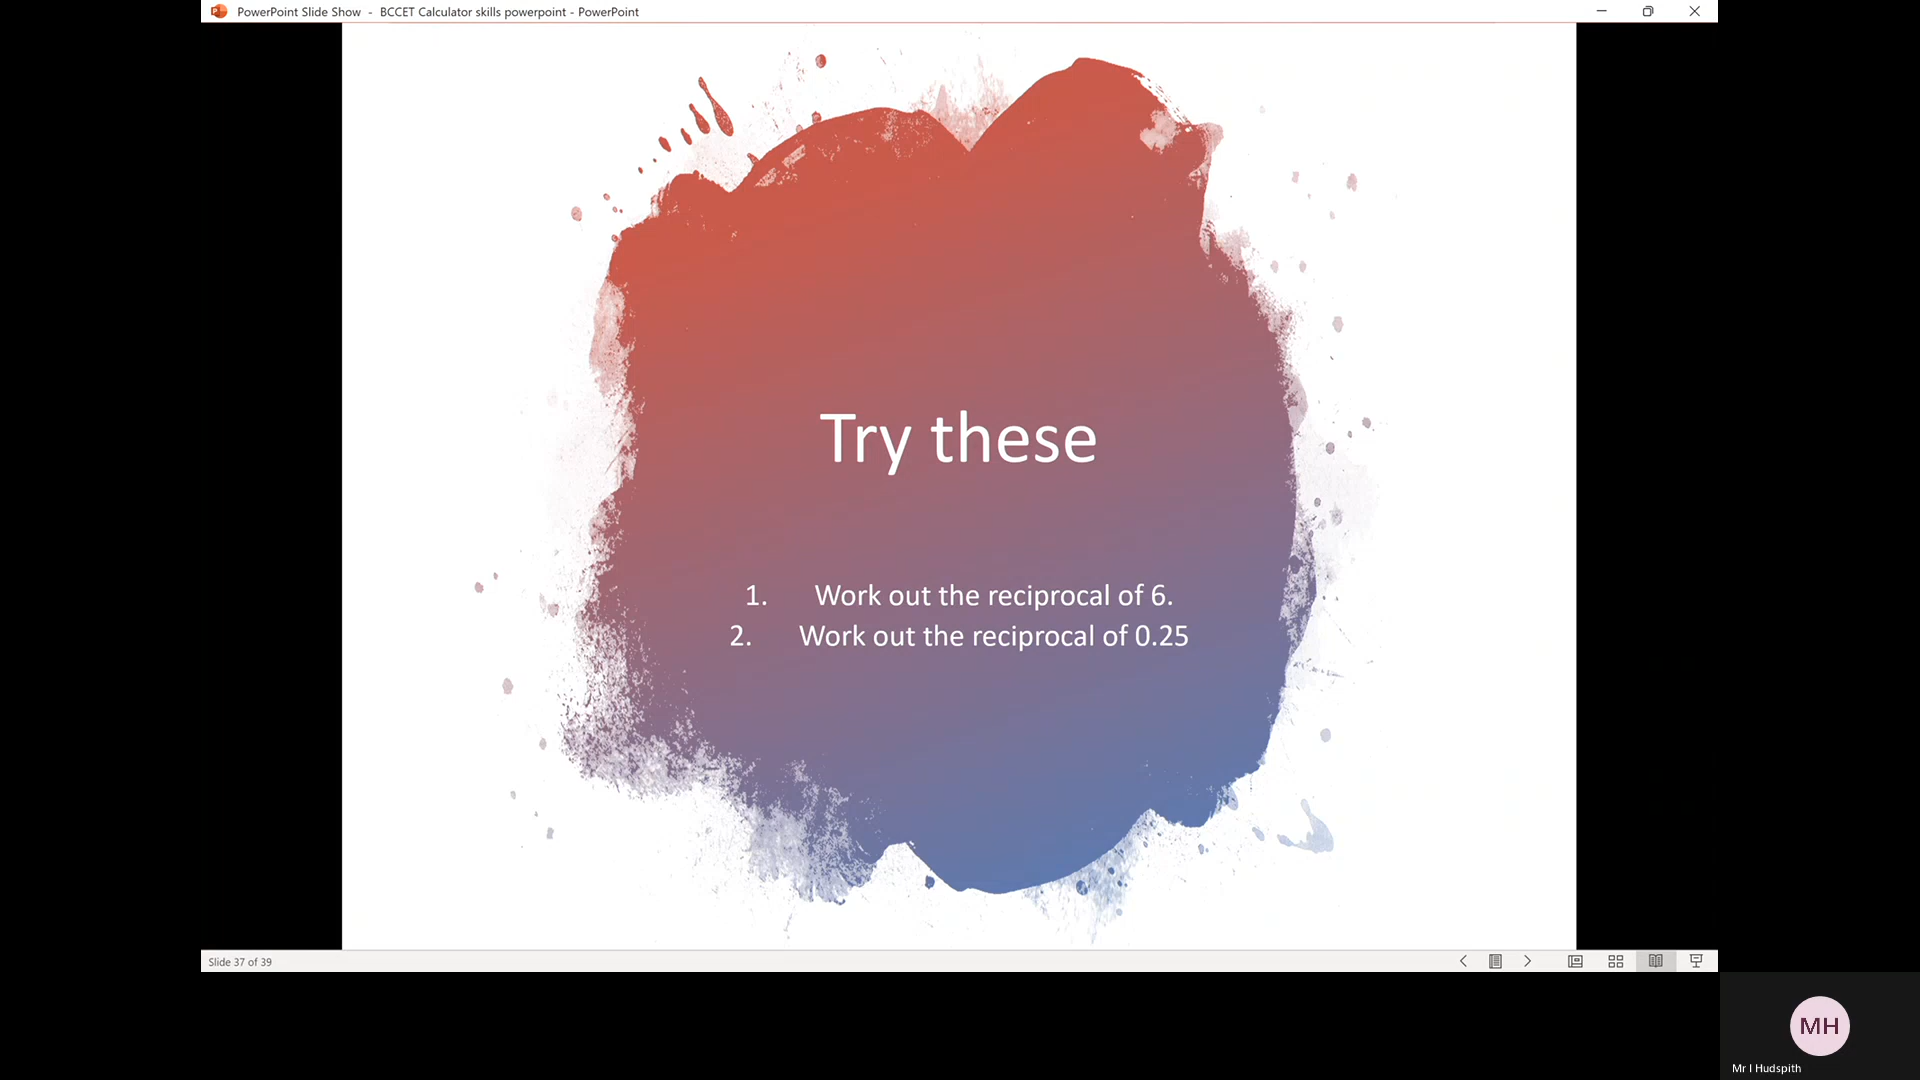 PowerPoint Slide Show - BCCET Calculator skills powerpoint - PowerPoint
Try these
1. Work out the reciprocal of 6.
2. Work out the reciprocal of 0.25
Slide 37 of 39
MH
Mr I Hudspith